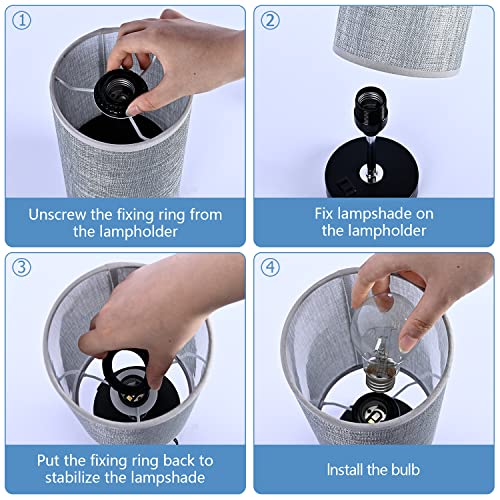 ①
Unscrew the fixing ring from
the lampholder
②
Fix lampshade on
the lampholder
③
Put the fixing ring back to
stabilize the lampshade
④
Install the bulb